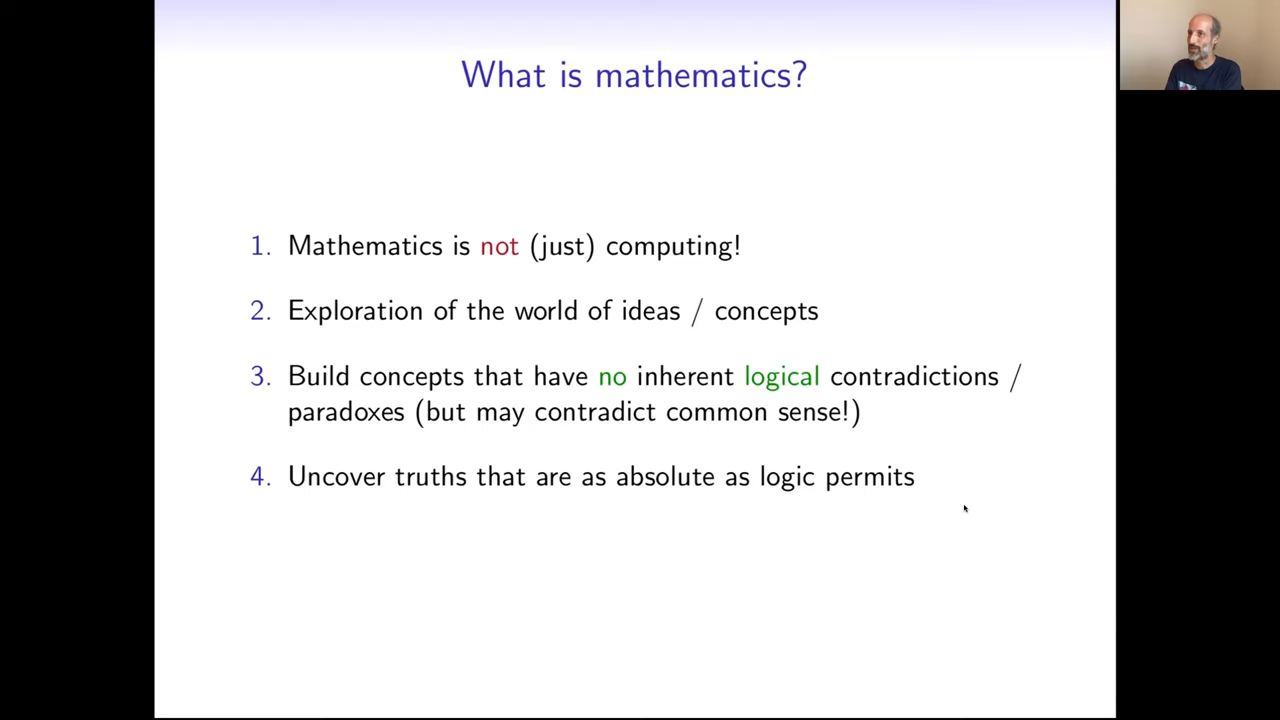 What is mathematics?
1. Mathematics is not (just) computing!
2. Exploration of the world of ideas / concepts
3. Build concepts that have no inherent logical contradictions /
paradoxes (but may contradict common sense!)
4. Uncover truths that are as absolute as logic permits